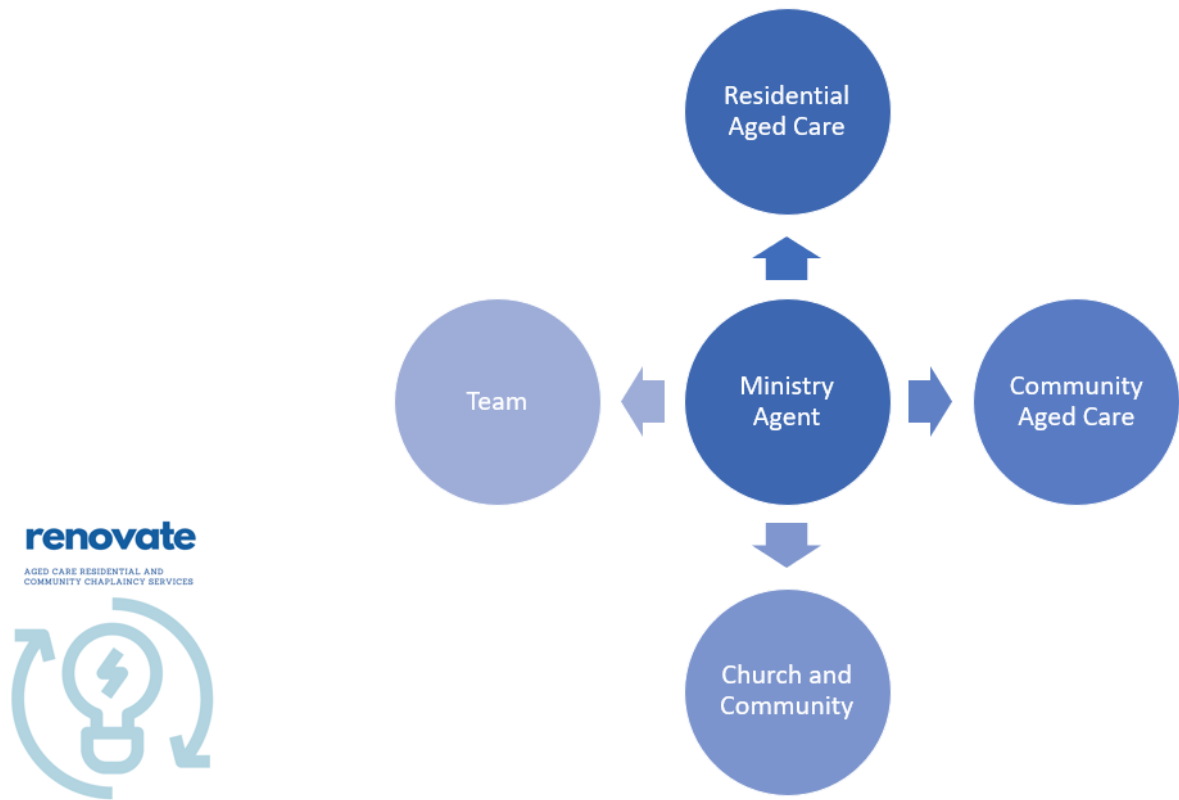 Residential
Aged Care
Team
Ministry
Agent
Community
Aged Care
renovate
AGED CARE RESIDENTIAL AND
COMMUNITY CHAPLAINCY SERVICES
Church and
Community